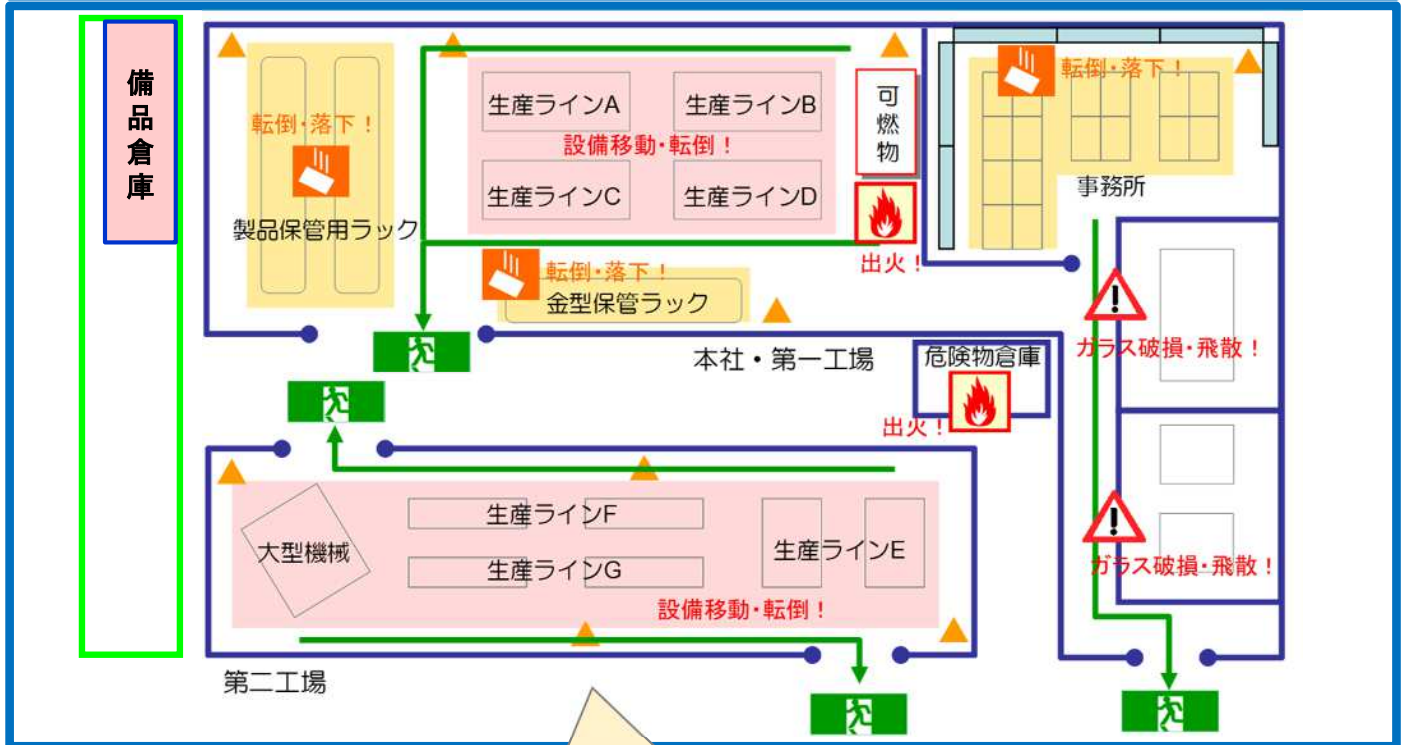 備品倉庫
転倒・落下！
製品保管用ラック
生産ラインA
生産ラインB
設備移動・転倒！
生産ラインC
生産ラインD
可燃物
出火！
転倒・落下！
金型保管ラック
転倒・落下！
事務所
ガラス破損・飛散！
ガラス破損・飛散！
本社・第一工場
危険物倉庫
出火！
大型機械
生産ラインF
生産ラインG
生産ラインE
設備移動・転倒！
第二工場